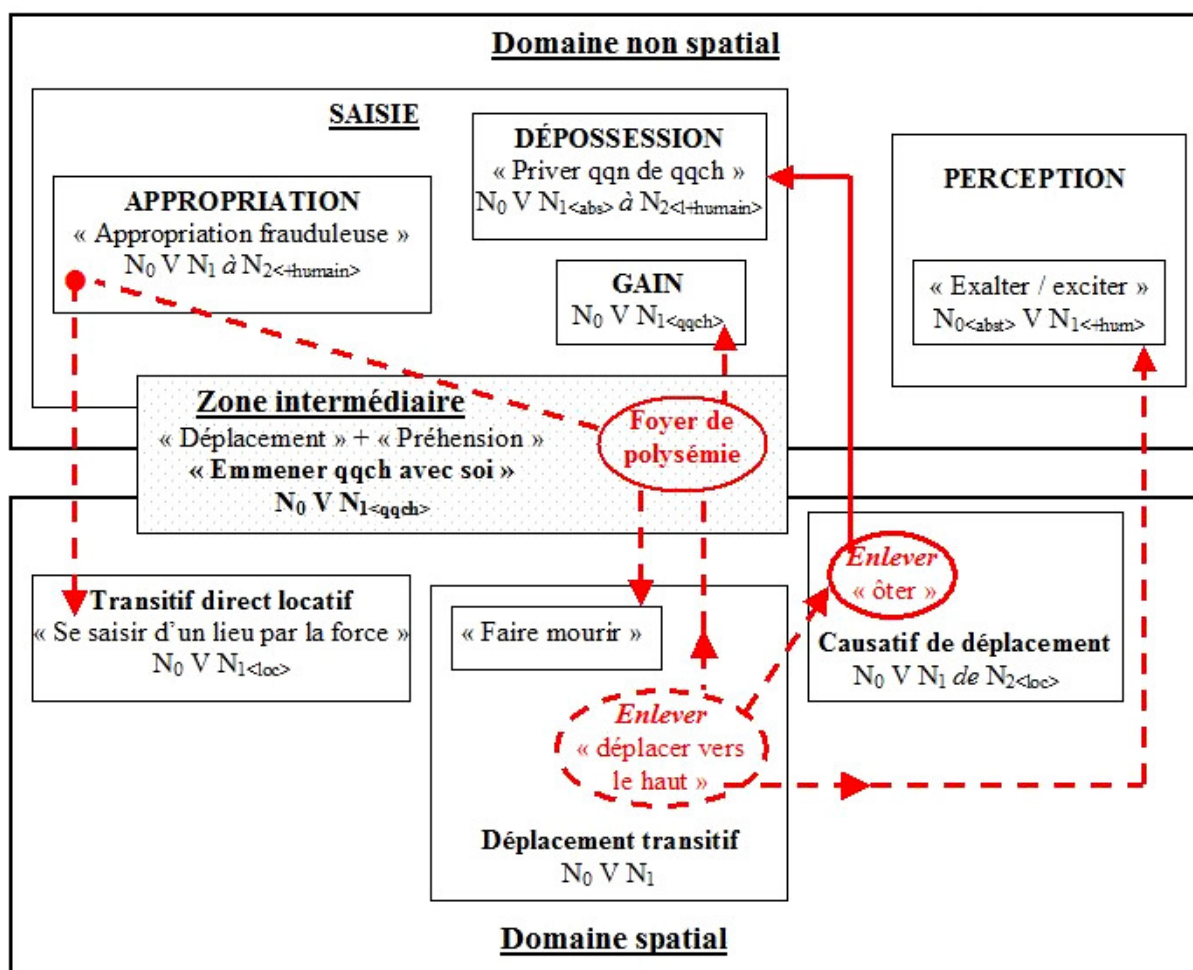 Domaine non spatial
SAISIE
APPROPRIATION
« Appropriation frauduleuse »
N₀ V N₁ à N₂<+humain>
DÉPOSSESSION
« Priver qqn de qqch »
N₀ V N₁<abs> à N₂<l+humain>
GAIN
N₀ V N₁<qqch>
PERCEPTION
« Exalter / exciter »
N₀<abst> V N₁<+hum>
Zone intermédiaire
« Déplacement » + « Préhension »
« Emmener qqch avec soi »
N₀ V N₁<qqch>
Foyer de
polysémie
Transitif direct locatif
« Se saisir d'un lieu par la force »
N₀ V N₁<loc>
« Faire mourir »
Enlever
« déplacer vers
le haut »
Déplacement transitif
N₀ V N₁
Enlever
« ôter »
Causatif de déplacement
N₀ V N₁ de N₂<loc>
Domaine spatial